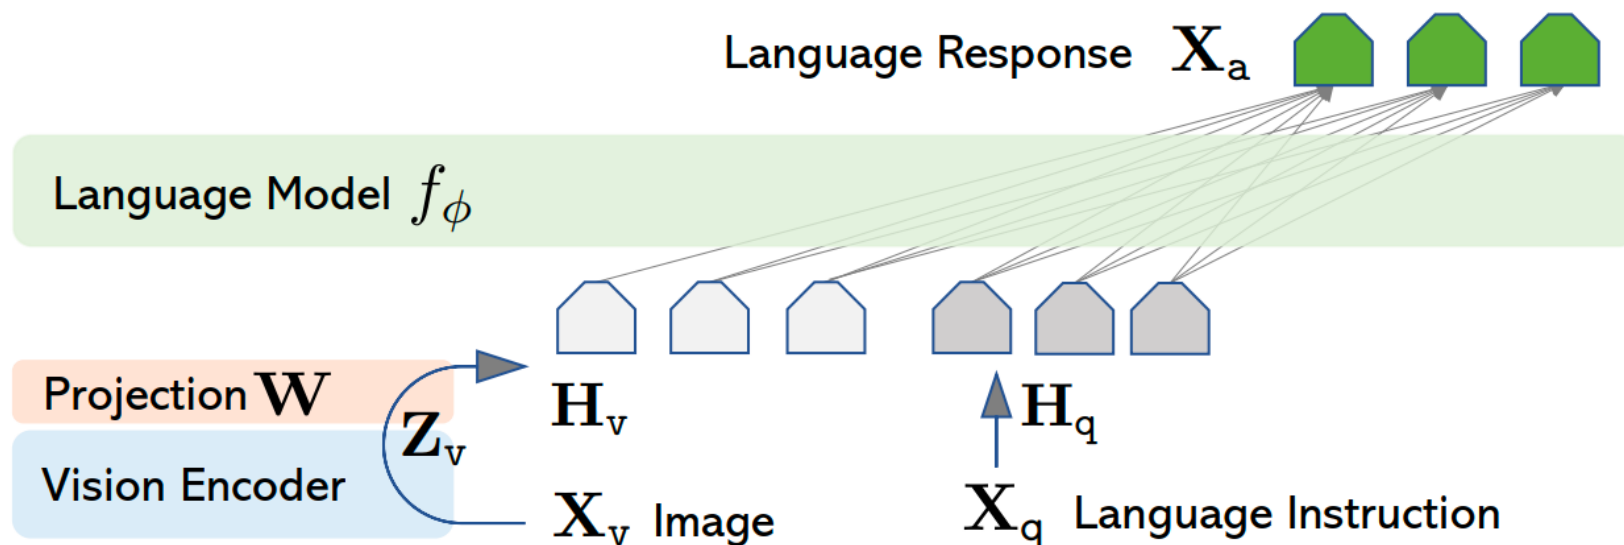 Language Response X_a
Language Model f_ϕ
Projection W
Z_v
H_v
H_q
Vision Encoder
X_v Image
X_q Language Instruction